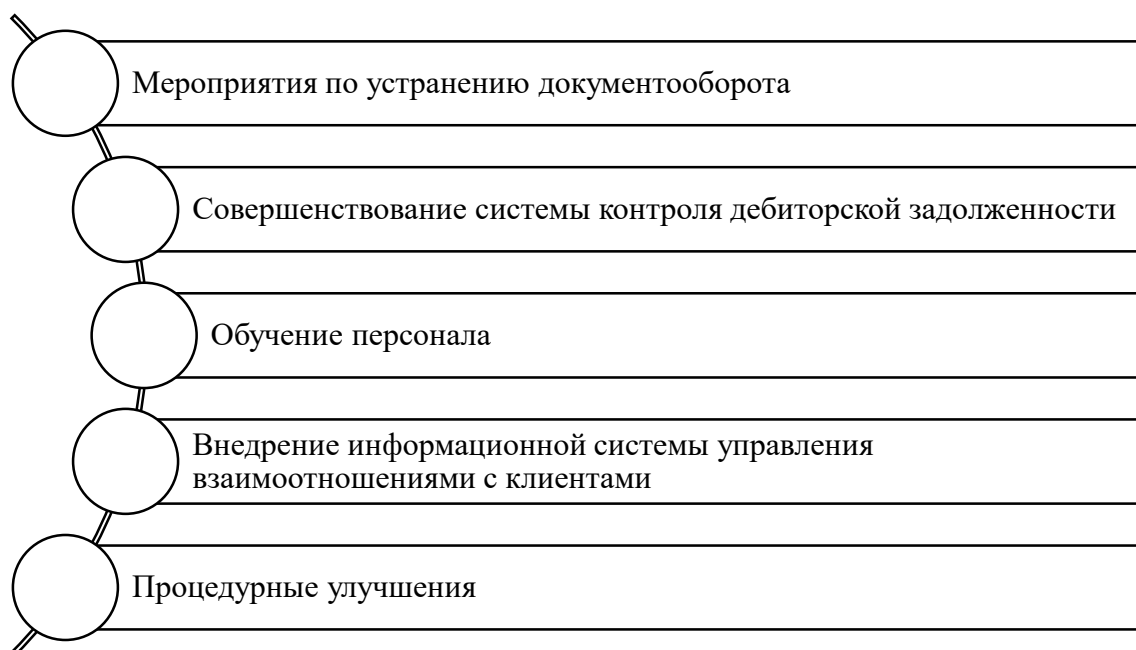 Мероприятия по устранению документооборота
Совершенствование системы контроля дебиторской задолженности
Обучение персонала
Внедрение информационной системы управления
взаимоотношениями с клиентами
Процедурные улучшения